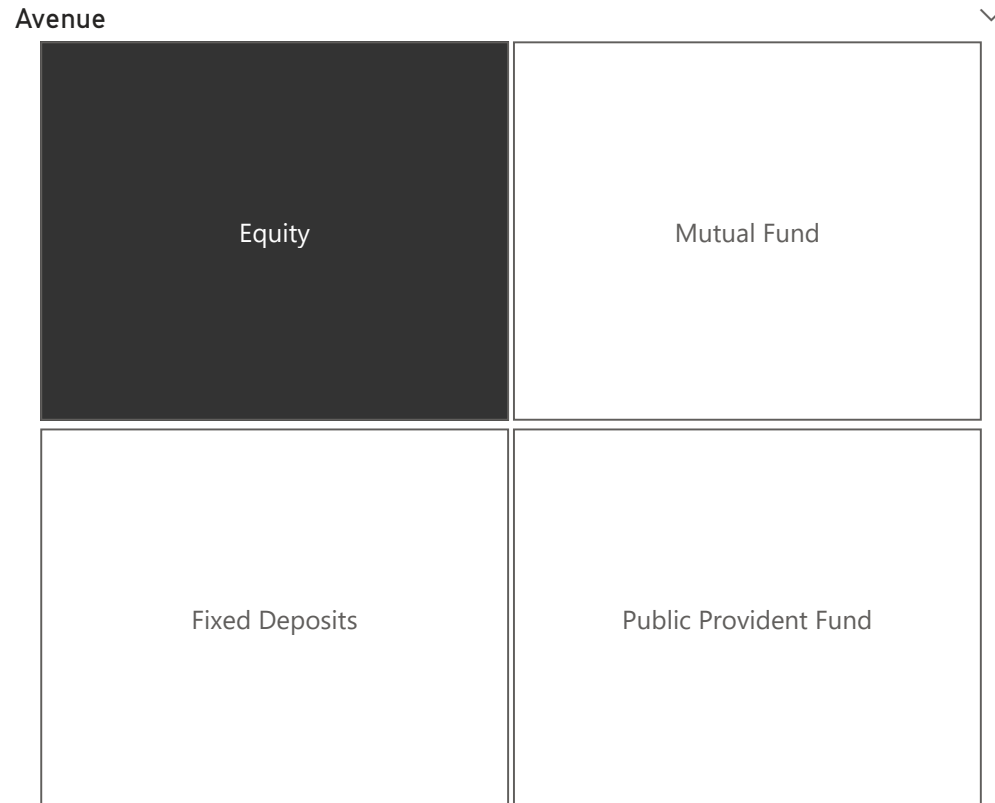 Avenue
Equity
Mutual Fund
Fixed Deposits
Public Provident Fund